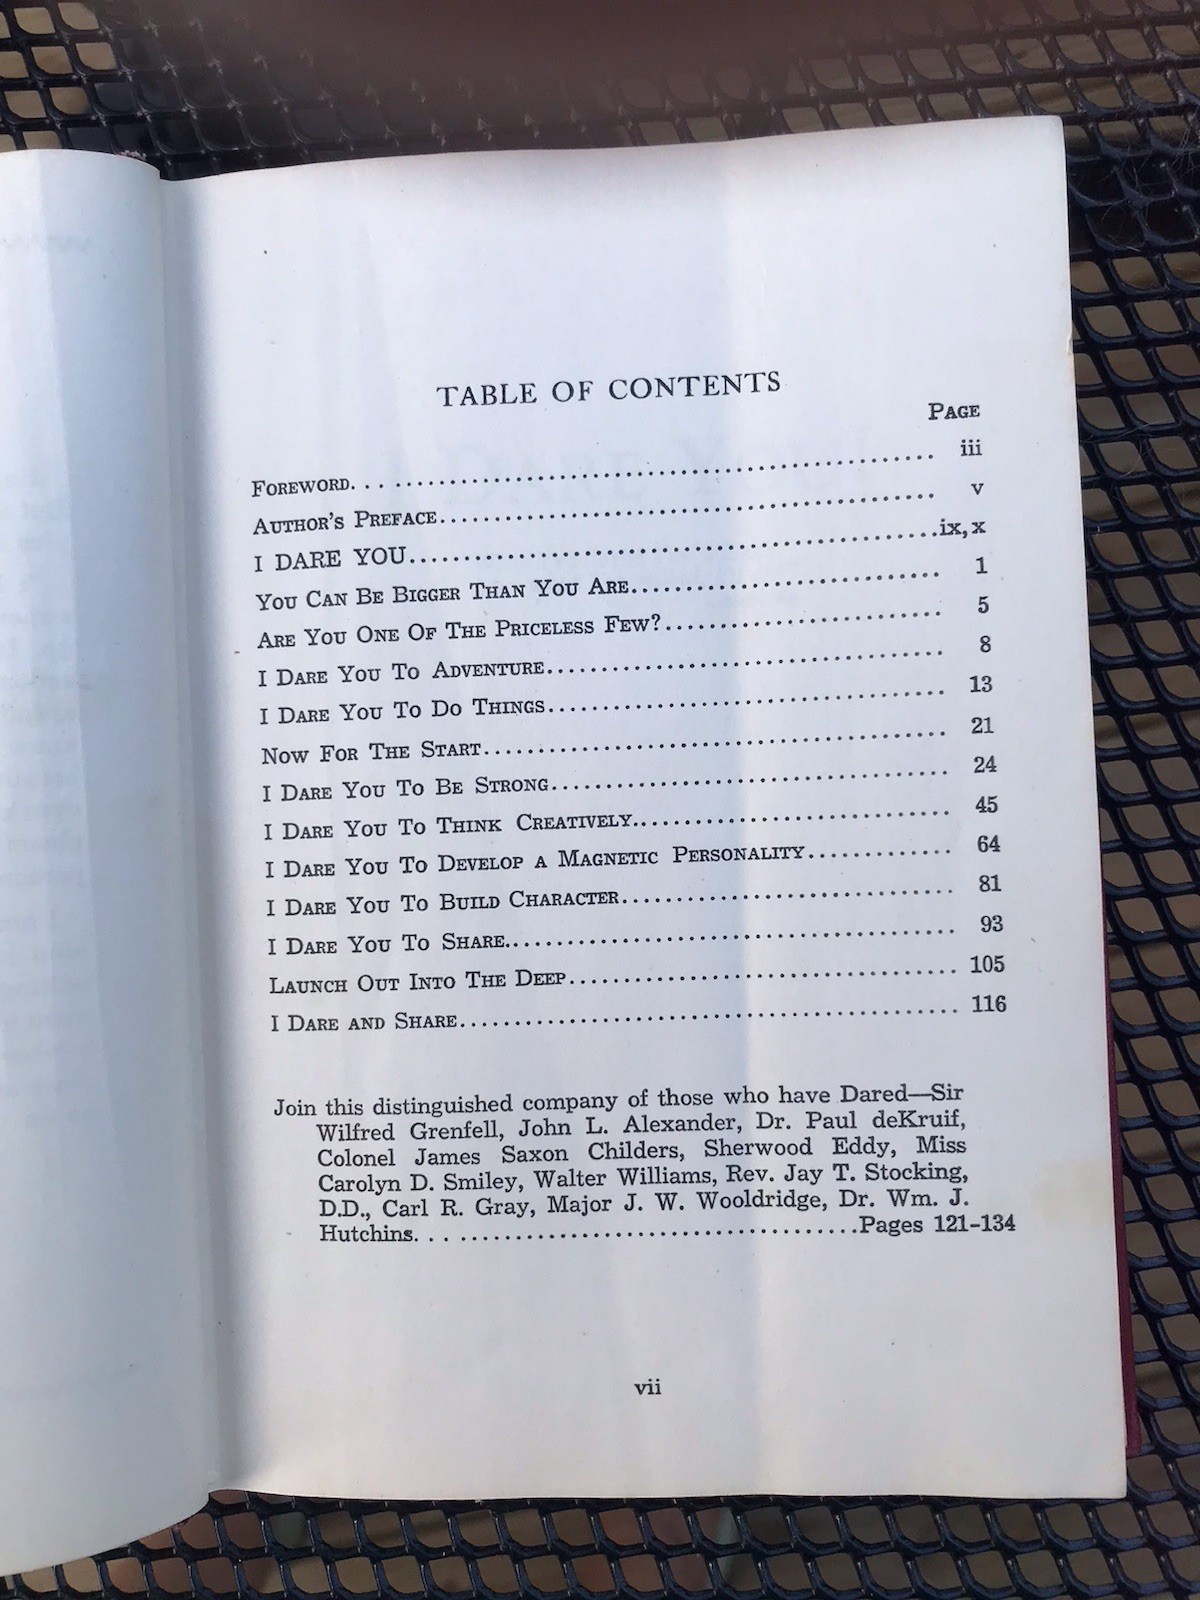 TABLE OF CONTENTS
PAGE
FOREWORD. . . ........................................ iii
AUTHOR'S PREFACE........................................ v
I DARE YOU........................................ix, x
YOU CAN BE BIGGER THAN YOU ARE........................... 1
ARE YOU ONE OF THE PRICELESS FEW?........................ 5
I DARE YOU TO ADVENTURE.............................. 8
I DARE YOU TO DO THINGS.............................. 13
NOW FOR THE START................................... 21
I DARE YOU TO BE STRONG.............................. 24
I DARE YOU TO THINK CREATIVELY........................ 45
I DARE YOU TO DEVELOP A MAGNETIC PERSONALITY............ 64
I DARE YOU TO BUILD CHARACTER......................... 81
I DARE YOU TO SHARE.................................. 93
LAUNCH OUT INTO THE DEEP............................. 105
I DARE AND SHARE..................................... 116
Join this distinguished company of those who have Dared—Sir
Wilfred Grenfell, John L. Alexander, Dr. Paul deKruif,
Colonel James Saxon Childers, Sherwood Eddy, Miss
Carolyn D. Smiley, Walter Williams, Rev. Jay T. Stocking,
D.D., Carl R. Gray, Major J. W. Wooldridge, Dr. Wm. J.
Hutchins. . . ..................................Pages 121-134
vii